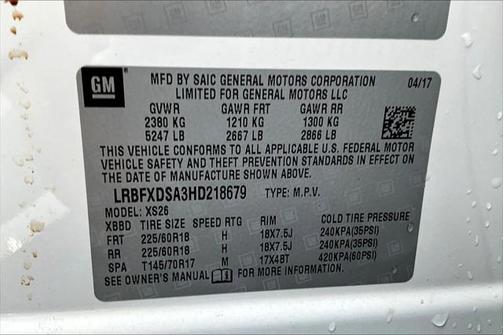 GM
MFD BY SAIC GENERAL MOTORS CORPORATION
LIMITED FOR GENERAL MOTORS LLC
04/17
GVWR GAWR FRT GAWR RR
2380 KG 1210 KG 1300 KG
5247 LB 2667 LB 2866 LB
THIS VEHICLE CONFORMS TO ALL APPLICABLE U.S. FEDERAL MOTOR
VEHICLE SAFETY AND THEFT PREVENTION STANDARDS IN EFFECT ON
THE DATE OF MANUFACTURE SHOWN ABOVE.
LRBFXDSA3HD218679 TYPE: M.P.V.
MODEL: XS26
XBBD TIRE SIZE SPEED RTG RIM COLD TIRE PRESSURE
FRT 225/60R18 H 18X7.5J 240KPA(35PSI)
RR 225/60R18 H 18X7.5J 240KPA(35PSI)
SPA T145/70R17 M 17X4BT 420KPA(60PSI)
SEE OWNER'S MANUAL FOR MORE INFORMATION.